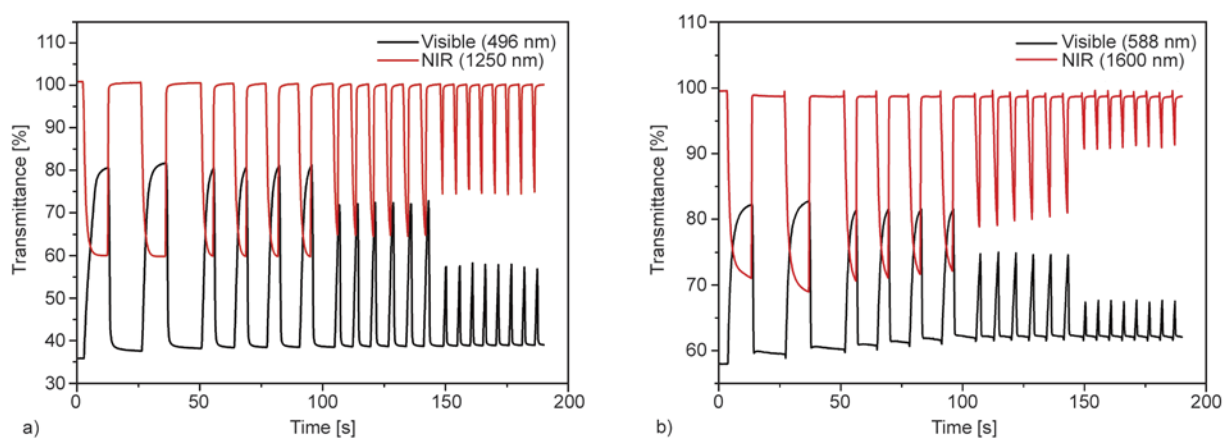 115
110
100
90
80
70
60
50
40
30
Transmittance [%]
Visible (496 nm)
NIR (1250 nm)
0
50
100
150
200
Time [s]
a)
110
100
90
80
70
60
Transmittance [%]
Visible (588 nm)
NIR (1600 nm)
0
50
100
150
200
Time [s]
b)